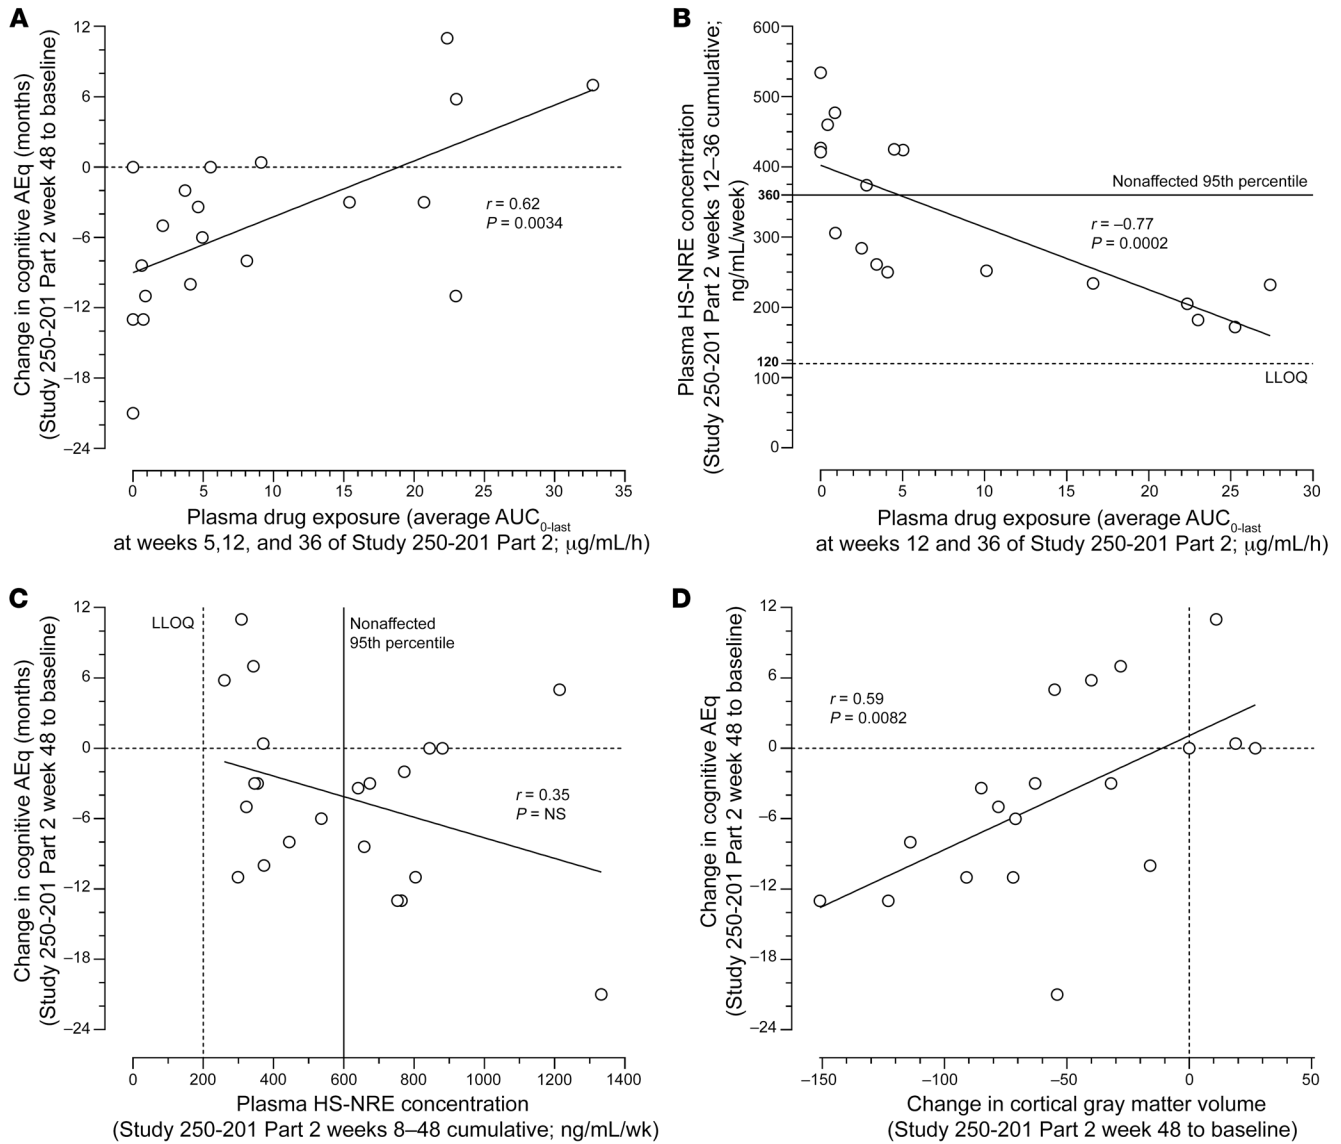 A
Change in cognitive AEq (months)
(Study 250-201 Part 2 week 48 to baseline)
12
6
0
–6
–12
–18
–24
r = 0.62
P = 0.0034
0 5 10 15 20 25 30 35
Plasma drug exposure (average AUC0-last
at weeks 5,12, and 36 of Study 250-201 Part 2; μg/mL/h)
B
Plasma HS-NRE concentration
(Study 250-201 Part 2 weeks 12–36 cumulative;
ng/mL/week)
600
500
400
360
300
200
120
100
0
Nonaffected 95th percentile
r = –0.77
P = 0.0002
LLOQ
0 5 10 15 20 25 30
Plasma drug exposure (average AUC0-last
at weeks 12 and 36 of Study 250-201 Part 2; μg/mL/h)
C
Change in cognitive AEq (months)
(Study 250-201 Part 2 week 48 to baseline)
12
6
0
–6
–12
–18
–24
LLOQ
Nonaffected
95th percentile
r = 0.35
P = NS
0 200 400 600 800 1000 1200 1400
Plasma HS-NRE concentration
(Study 250-201 Part 2 weeks 8–48 cumulative; ng/mL/wk)
D
Change in cognitive AEq
(Study 250-201 Part 2 week 48 to baseline)
12
6
0
–6
–12
–18
–24
r = 0.59
P = 0.0082
–150 –100 –50 0 50
Change in cortical gray matter volume
(Study 250-201 Part 2 week 48 to baseline)